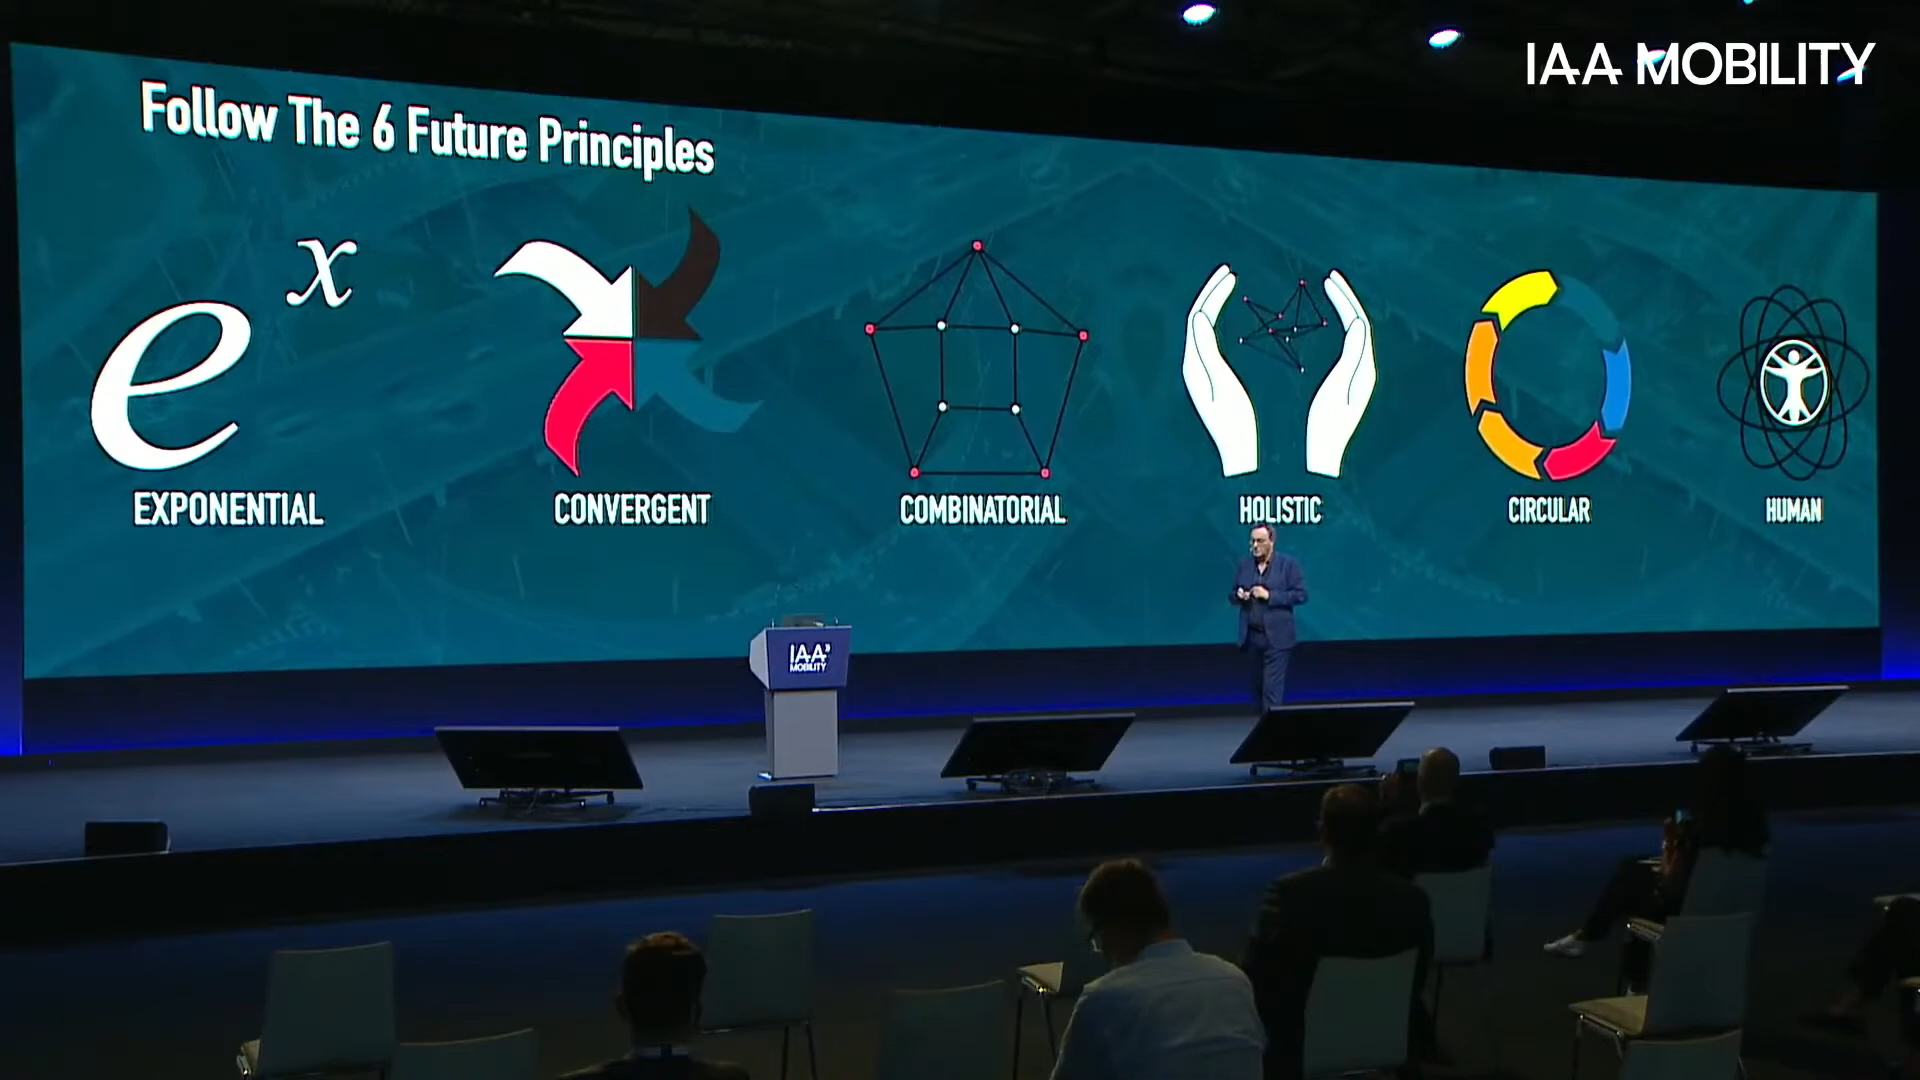 IAA MOBILITY
Follow The 6 Future Principles
e^x
EXPONENTIAL
CONVERGENT
COMBINATORIAL
HOLISTIC
CIRCULAR
HUMAN
IAA
MOBILITY